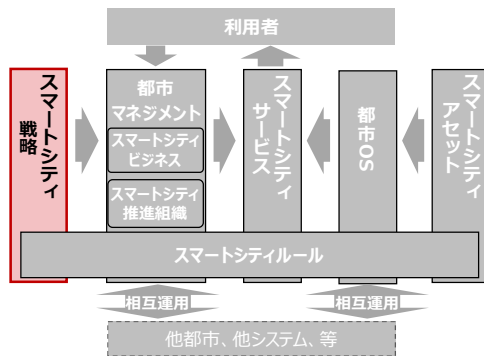 利用者
スマートシティ
戦略
都市
マネジメント
スマートシティ
ビジネス
スマートシティ
推進組織
スマートシティ
サービス
都市OS
スマートシティ
アセット
スマートシティルール
相互運用
相互運用
他都市、他システム、等